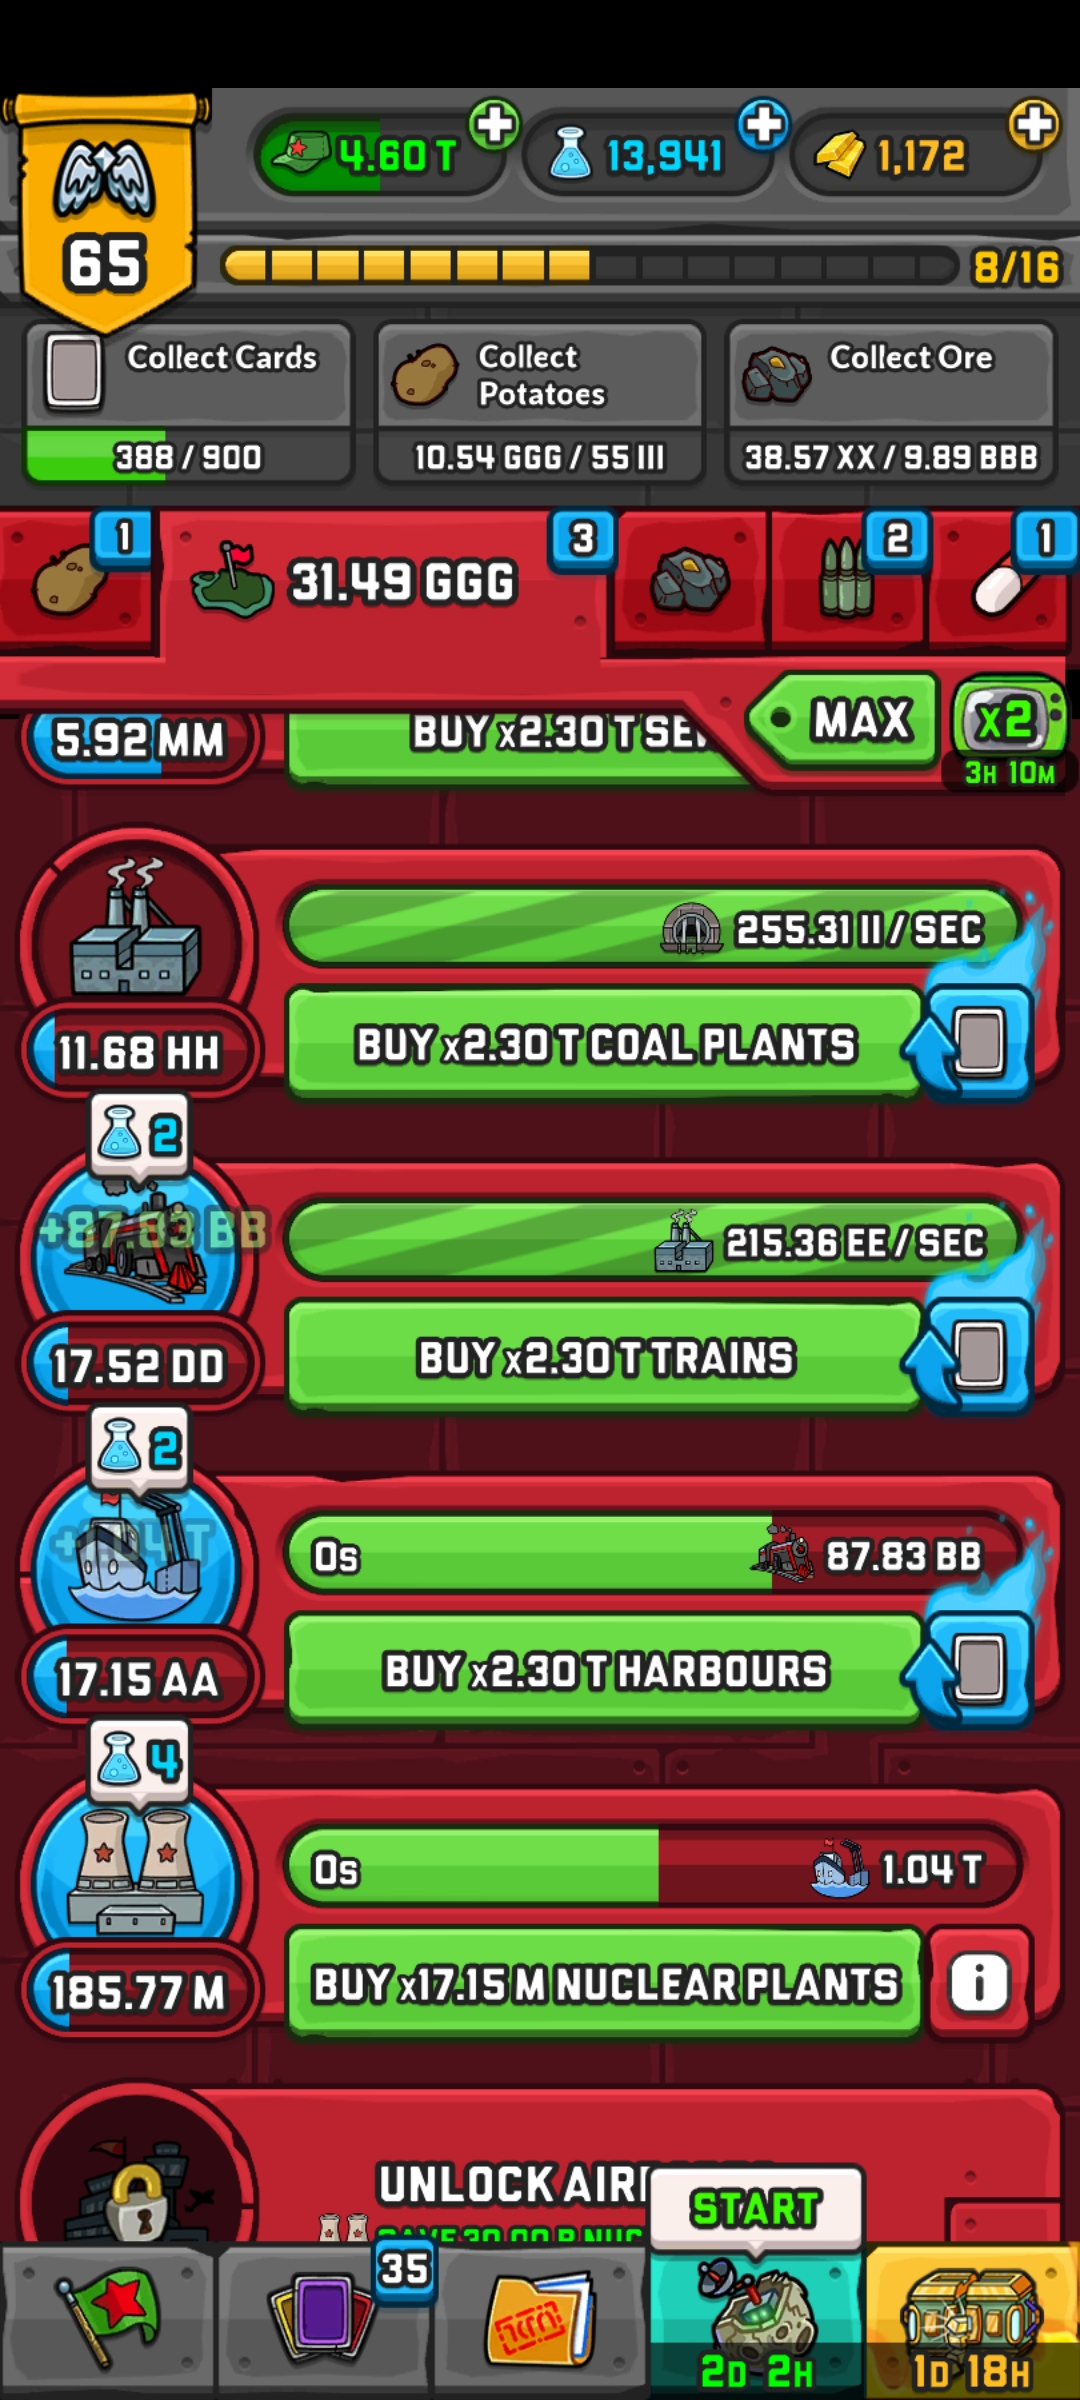 4.60 T
13,941
1,172
65
8/16
Collect Cards
388 / 900
Collect
Potatoes
10.54 GGG / 55 III
Collect Ore
38.57 XX / 9.89 BBB
1
31.49 GGG
3
2
1
MAX
x2
3H 10M
5.92 MM
BUY x2.30 T
255.31 II / SEC
BUY x2.30 T COAL PLANTS
11.68 HH
2
+87.83 BB
215.36 EE / SEC
BUY x2.30 T TRAINS
17.52 DD
2
+1.04 T
0s
87.83 BB
BUY x2.30 T HARBOURS
17.15 AA
4
0s
1.04 T
BUY x17.15 M NUCLEAR PLANTS
i
185.77 M
UNLOCK
START
35
2D 2H
1D 18H